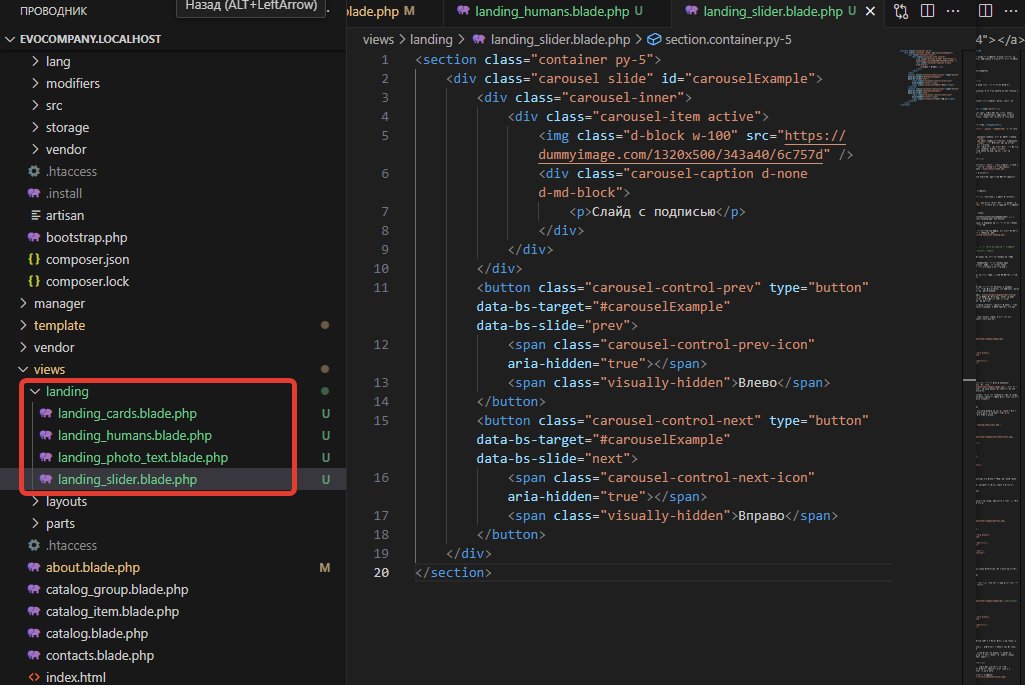 ПРОВОДНИК
Назад (ALT+LeftArrow)
blade.php M
landing_humans.blade.php U
landing_slider.blade.php U
EVOCOMPANY.LOCALHOST
lang
modifiers
src
storage
vendor
.htaccess
.install
artisan
bootstrap.php
composer.json
composer.lock
manager
template
vendor
views
landing
landing_cards.blade.php U
landing_humans.blade.php U
landing_photo_text.blade.php U
landing_slider.blade.php U
layouts
parts
.htaccess
about.blade.php M
catalog_group.blade.php
catalog_item.blade.php
catalog.blade.php
contacts.blade.php
index.html
views > landing > landing_slider.blade.php > section.container.py-5
1 <section class="container py-5">
2 <div class="carousel slide" id="carouselExample">
3 <div class="carousel-inner">
4 <div class="carousel-item active">
5 <img class="d-block w-100" src="https://
dummyimage.com/1320x500/343a40/6c757d" />
6 <div class="carousel-caption d-none
d-md-block">
7 <p>Слайд с подписью</p>
8 </div>
9 </div>
10 </div>
11 <button class="carousel-control-prev" type="button"
data-bs-target="#carouselExample"
data-bs-slide="prev">
12 <span class="carousel-control-prev-icon"
aria-hidden="true"></span>
13 <span class="visually-hidden">Влево</span>
14 </button>
15 <button class="carousel-control-next" type="button"
data-bs-target="#carouselExample"
data-bs-slide="next">
16 <span class="carousel-control-next-icon"
aria-hidden="true"></span>
17 <span class="visually-hidden">Вправо</span>
18 </button>
19 </div>
20 </section>
4"></a>